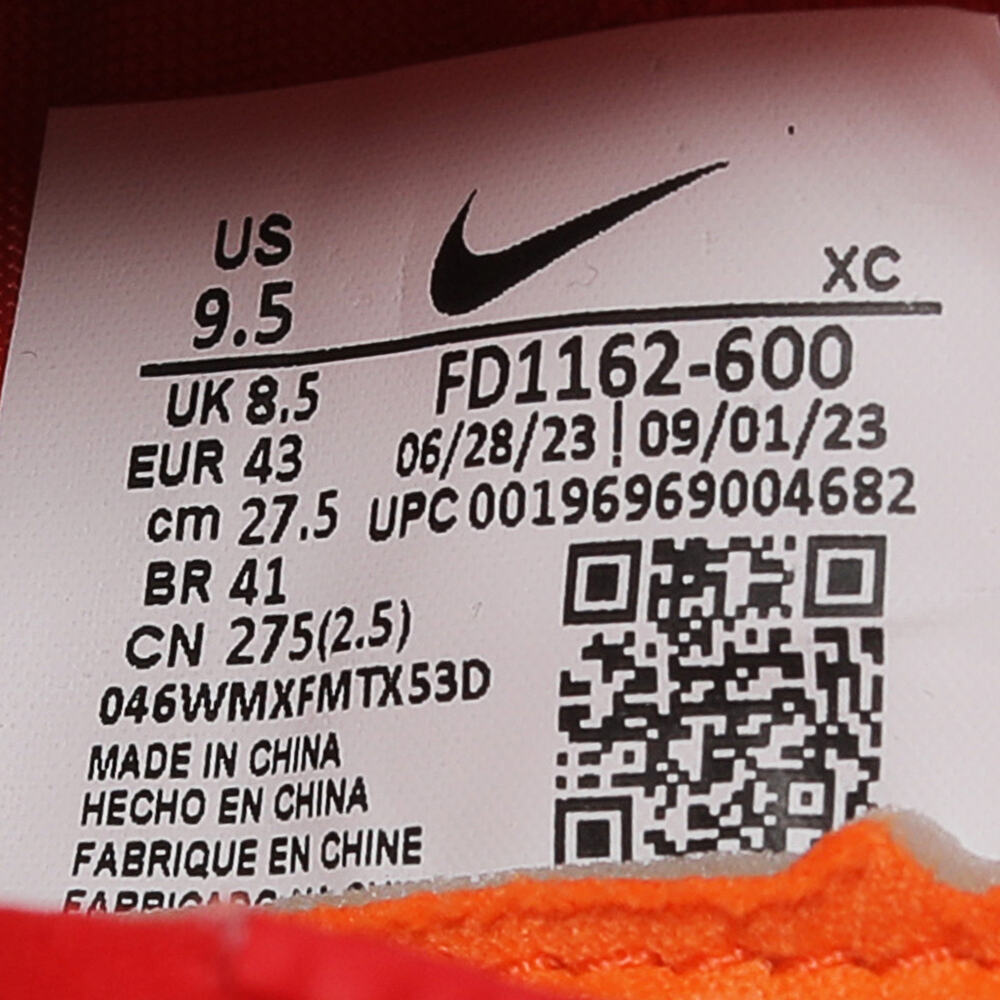 US
9.5
XC
UK 8.5
FD1162-600
EUR 43
06/28/23 | 09/01/23
cm 27.5
UPC 00196969004682
BR 41
CN 275(2.5)
046WMXFMTX53D
MADE IN CHINA
HECHO EN CHINA
FABRIQUE EN CHINE